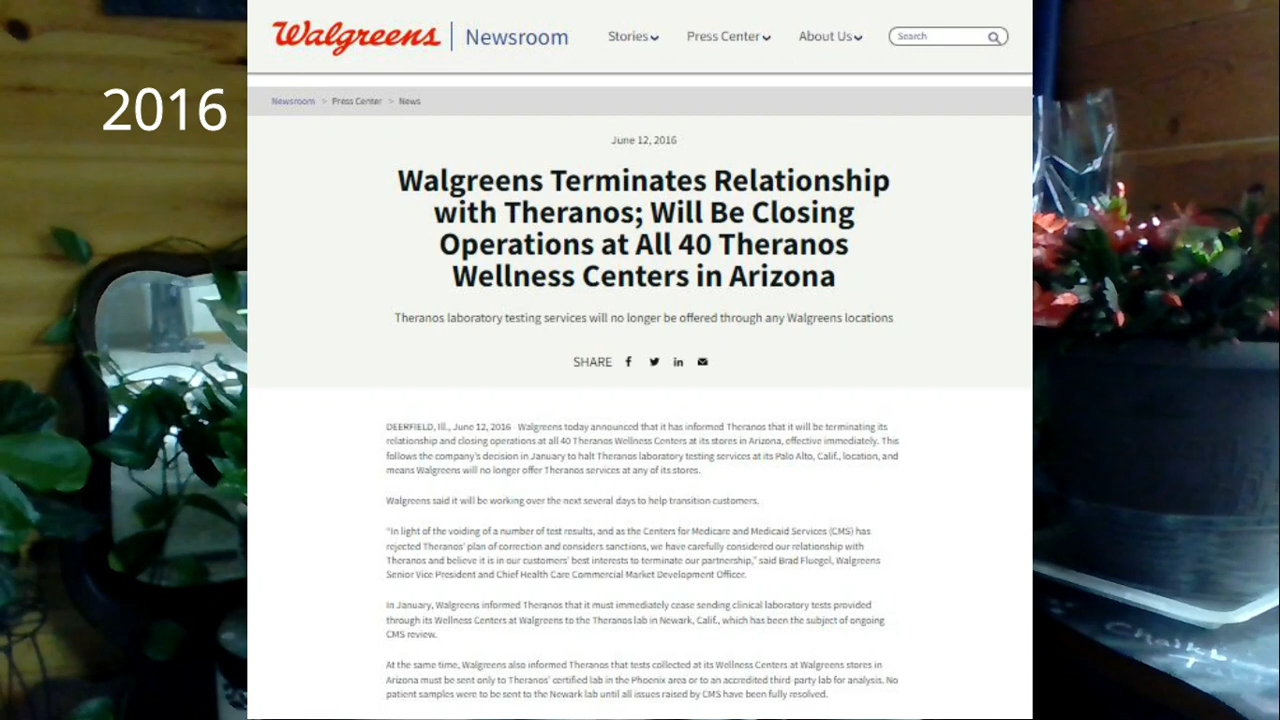 Walgreens | Newsroom Stories Press Center About Us Search
2016
Newsroom > Press Center > News
June 12, 2016
Walgreens Terminates Relationship
with Theranos; Will Be Closing
Operations at All 40 Theranos
Wellness Centers in Arizona
Theranos laboratory testing services will no longer be offered through any Walgreens locations
SHARE
DEERFIELD, Ill., June 12, 2016 - Walgreens today announced that it has informed Theranos that it will be terminating its
relationship and closing operations at all 40 Theranos Wellness Centers at its stores in Arizona, effective immediately. This
follows the company's decision in January to halt Theranos laboratory testing services at its Palo Alto, Calif., location, and
means Walgreens will no longer offer Theranos services at any of its stores.
Walgreens said it will be working over the next several days to help transition customers.
"In light of the voiding of a number of test results, and as the Centers for Medicare and Medicaid Services (CMS) has
rejected Theranos' plan of correction and considers sanctions, we have carefully considered our relationship with
Theranos and believe it is in our customers' best interests to terminate our partnership," said Brad Fluegel, Walgreens
Senior Vice President and Chief Health Care Commercial Market Development Officer.
In January, Walgreens informed Theranos that it must immediately cease sending clinical laboratory tests provided
through its Wellness Centers at Walgreens to the Theranos lab in Newark, Calif., which has been the subject of ongoing
CMS review.
At the same time, Walgreens also informed Theranos that tests collected at its Wellness Centers at Walgreens stores in
Arizona must be sent only to Theranos' certified lab in the Phoenix area or to an accredited third-party lab for analysis. No
patient samples were to be sent to the Newark lab until all issues raised by CMS have been fully resolved.